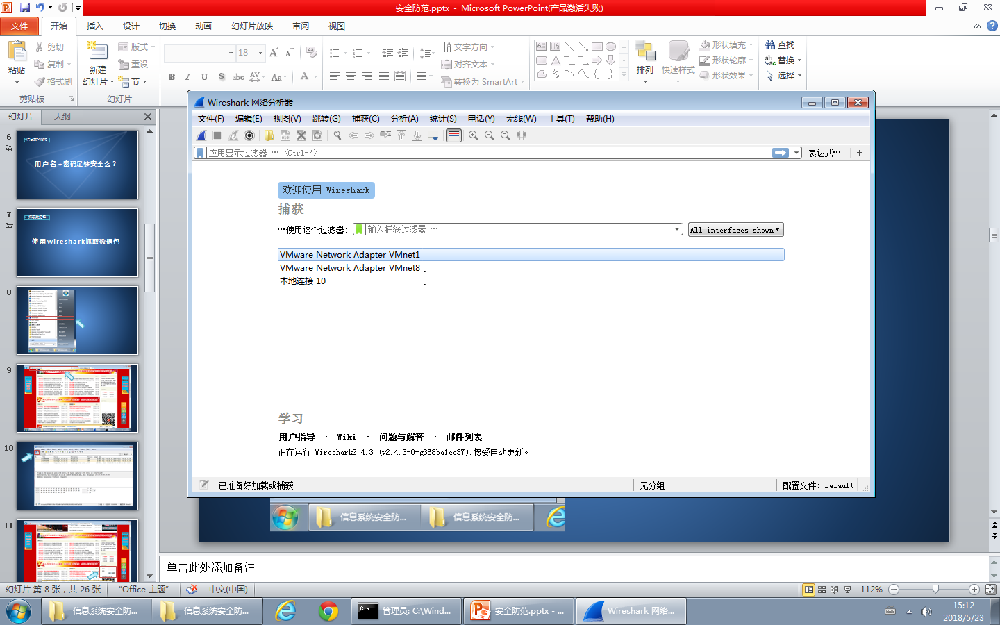 安全防范.pptx - Microsoft PowerPoint(产品激活失败)
文件 开始 插入 设计 切换 动画 幻灯片放映 审阅 视图
粘贴 剪切 复制 格式刷 剪贴板
新建 幻灯片 版式 重设 节 幻灯片
18
文字方向 对齐文本 转换为 SmartArt
排列 快速样式 形状填充 形状轮廓 形状效果
查找 替换 选择
幻灯片 大纲
6
信息安全防范
用户名+密码足够安全么？
7
使用wireshark抓取数据包
8
9
10
11
Wireshark 网络分析器
文件(F) 编辑(E) 视图(V) 跳转(G) 捕获(C) 分析(A) 统计(S) 电话(Y) 无线(W) 工具(T) 帮助(H)
应用显示过滤器 … <Ctrl-/> 表达式… +
欢迎使用 Wireshark
捕获
…使用这个过滤器: 输入捕获过滤器 … All interfaces shown
VMware Network Adapter VMnet1
VMware Network Adapter VMnet8
本地连接 10
学习
用户指导 · Wiki · 问题与解答 · 邮件列表
正在运行 Wireshark2.4.3 (v2.4.3-0-g368ba1ee37).接受自动更新。
已准备好加载或捕获 无分组 配置文件: Default
信息系统安全防... 信息系统安全防...
单击此处添加备注
幻灯片 第 8 张，共 26 张 "Office 主题" 中文(中国) 112%
信息系统安全防... 信息系统安全防... 管理员: C:\Wind... 安全防范.pptx - ... Wireshark 网络...
15:12
2018/5/23